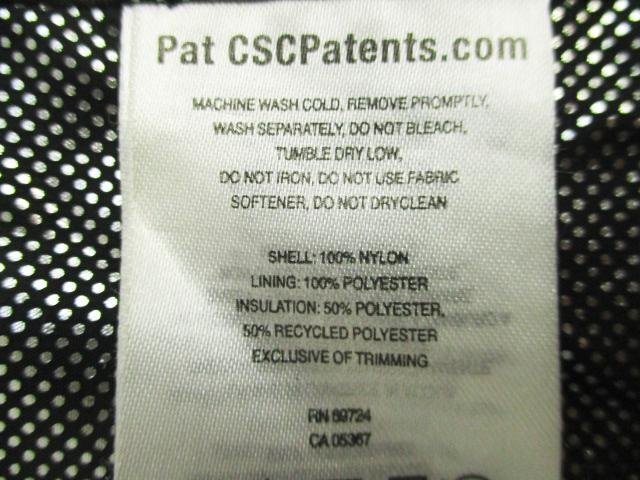 Pat CSCPatents.com
MACHINE WASH COLD, REMOVE PROMPTLY,
WASH SEPARATELY, DO NOT BLEACH,
TUMBLE DRY LOW,
DO NOT IRON, DO NOT USE FABRIC
SOFTENER, DO NOT DRYCLEAN
SHELL: 100% NYLON
LINING: 100% POLYESTER
INSULATION: 50% POLYESTER,
50% RECYCLED POLYESTER
EXCLUSIVE OF TRIMMING
RN 69724
CA 05367